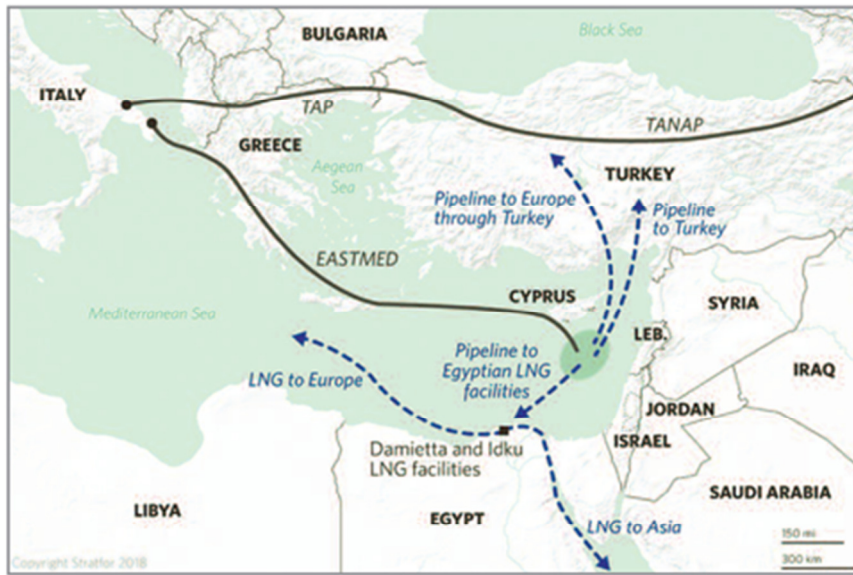 BULGARIA
Black Sea
ITALY
TAP
TANAP
GREECE
Aegean
Sea
TURKEY
Pipeline to Europe
through Turkey
Pipeline
to Turkey
EASTMED
CYPRUS
SYRIA
Mediterranean Sea
LEB.
Pipeline to
Egyptian LNG
facilities
LNG to Europe
IRAQ
JORDAN
ISRAEL
Damietta and Idku
LNG facilities
SAUDI ARABIA
LIBYA
EGYPT
LNG to Asia
150 mi
300 km
Copyright Stratfor 2018